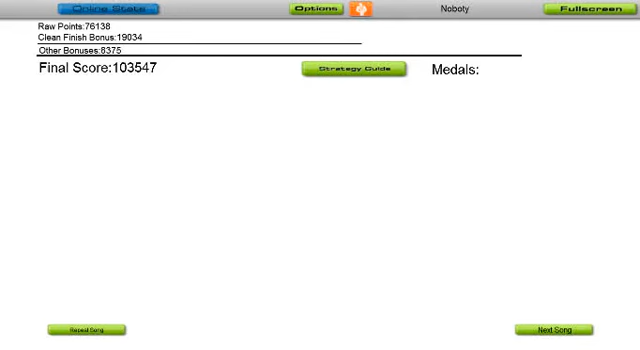 Online State Options Noboty Fullscreen
Raw Points:76138
Clean Finish Bonus:19034
Other Bonuses:8375
Final Score:103547 Strategy Guide Medals:
Repeat Song Next Song